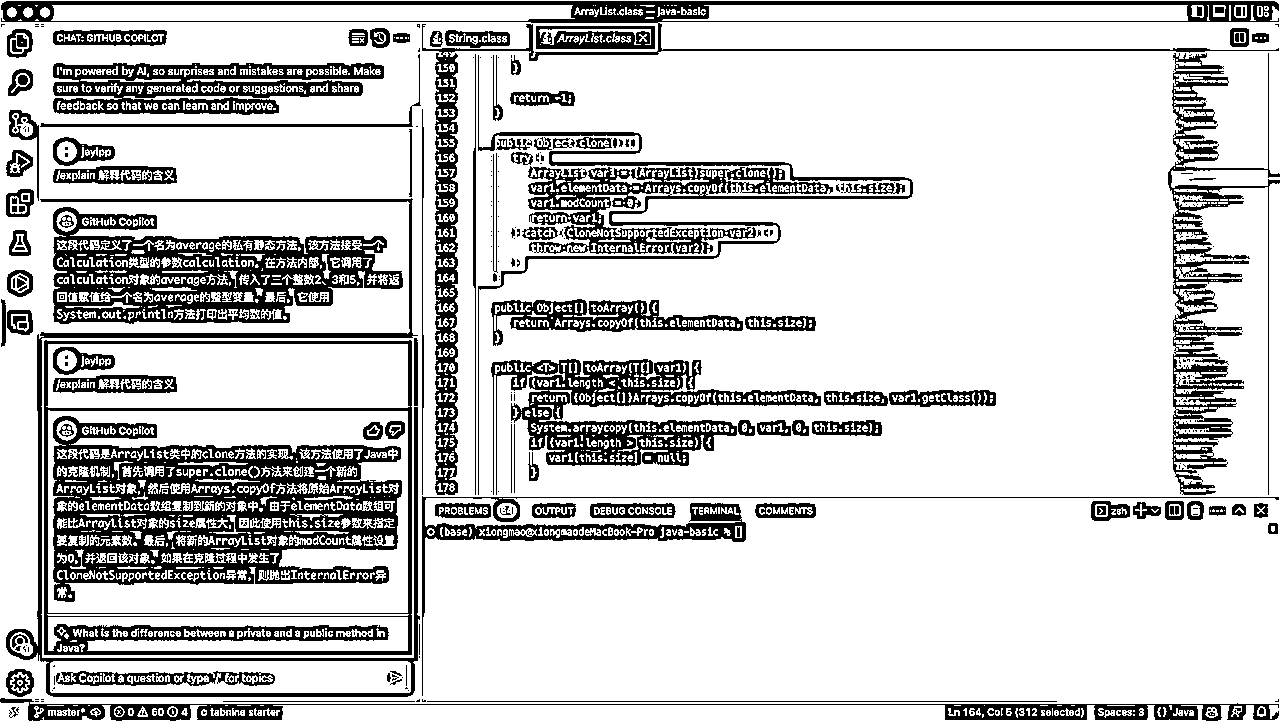 ArrayList.class — java-basic
CHAT: GITHUB COPILOT
I'm powered by AI, so surprises and mistakes are possible. Make
sure to verify any generated code or suggestions, and share
feedback so that we can learn and improve.
jaylpp
/explain 解释代码的含义
GitHub Copilot
这段代码定义了一个名为average的私有静态方法，该方法接受一个
Calculation类型的参数calculation。在方法内部，它调用了
calculation对象的average方法，传入了三个整数2、3和5，并将返
回值赋值给一个名为average的整型变量。最后，它使用
System.out.println方法打印出平均数的值。
jaylpp
/explain 解释代码的含义
GitHub Copilot
这段代码是ArrayList类中的clone方法的实现。该方法使用了Java中
的克隆机制，首先调用了super.clone()方法来创建一个新的
ArrayList对象，然后使用Arrays.copyOf方法将原始ArrayList对
象的elementData数组复制到新的对象中。由于elementData数组可
能比ArrayList对象的size属性大，因此使用this.size参数来指定
要复制的元素数。最后，将新的ArrayList对象的modCount属性设置
为0，并返回该对象。如果在克隆过程中发生了
CloneNotSupportedException异常，则抛出InternalError异
常。
What is the difference between a private and a public method in
Java?
Ask Copilot a question or type '/' for topics
String.class
ArrayList.class
149 }
150 }
151
152 return -1;
153 }
154
155 public Object clone() {
156 try {
157 ArrayList var1 = (ArrayList)super.clone();
158 var1.elementData = Arrays.copyOf(this.elementData, this.size);
159 var1.modCount = 0;
160 return var1;
161 } catch (CloneNotSupportedException var2) {
162 throw new InternalError(var2);
163 }
164 }
165
166 public Object[] toArray() {
167 return Arrays.copyOf(this.elementData, this.size);
168 }
169
170 public <T> T[] toArray(T[] var1) {
171 if (var1.length < this.size) {
172 return (Object[])Arrays.copyOf(this.elementData, this.size, var1.getClass());
173 } else {
174 System.arraycopy(this.elementData, 0, var1, 0, this.size);
175 if (var1.length > this.size) {
176 var1[this.size] = null;
177 }
178
PROBLEMS 184 OUTPUT DEBUG CONSOLE TERMINAL COMMENTS
zsh
(base) xiongmao@xiongmaodeMacBook-Pro java-basic %
master* 0 60 4 tabnine starter
Ln 164, Col 6 (312 selected) Spaces: 3 {} Java